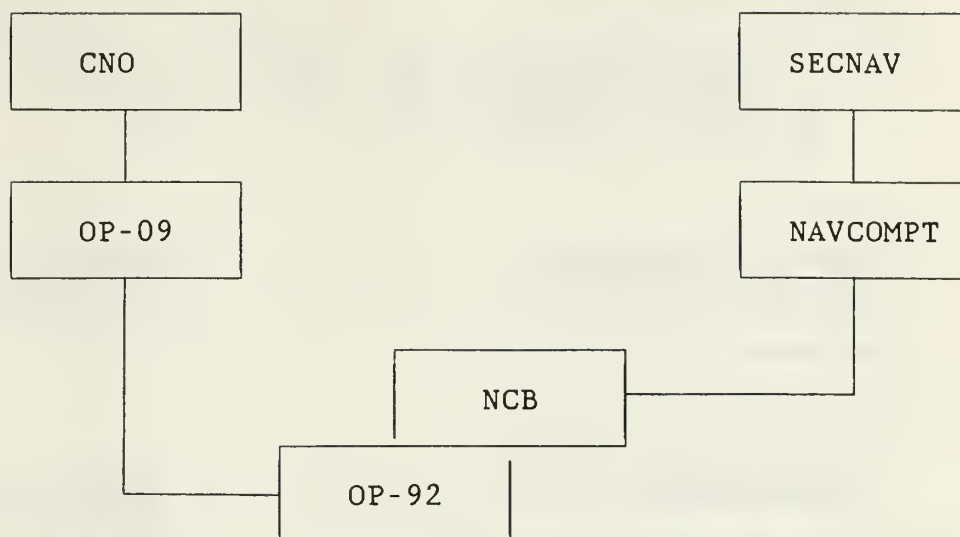 CNO
SECNAV
OP-09
NAVCOMPT
NCB
OP-92